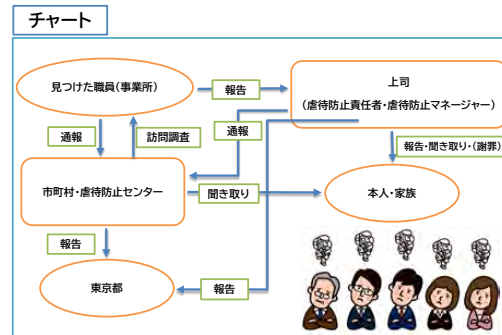 チャート
見つけた職員(事業所)
報告
上司
(虐待防止責任者・虐待防止マネージャー)
通報
訪問調査
通報
報告・聞き取り・(謝罪)
市町村・虐待防止センター
聞き取り
本人・家族
報告
東京都
報告